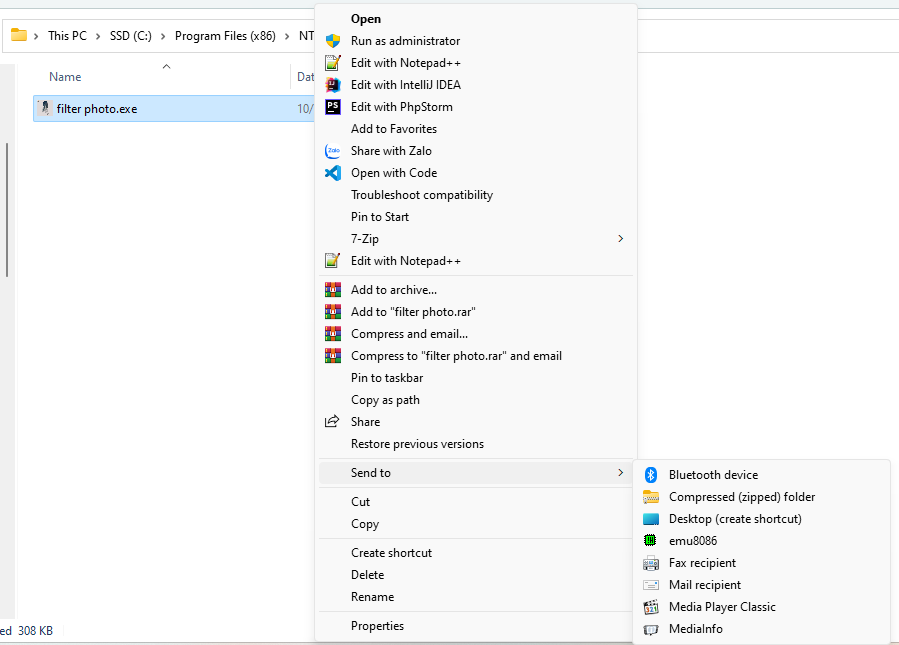 This PC > SSD (C:) > Program Files (x86) > NT
Name
Dat
filter photo.exe
10/
ed 308 KB
Open
Run as administrator
Edit with Notepad++
Edit with IntelliJ IDEA
PS
Edit with PhpStorm
Add to Favorites
Zalo
Share with Zalo
Open with Code
Troubleshoot compatibility
Pin to Start
7-Zip
Edit with Notepad++
Add to archive...
Add to "filter photo.rar"
Compress and email...
Compress to "filter photo.rar" and email
Pin to taskbar
Copy as path
Share
Restore previous versions
Send to
Cut
Copy
Create shortcut
Delete
Rename
Properties
Bluetooth device
Compressed (zipped) folder
Desktop (create shortcut)
emu8086
Fax recipient
Mail recipient
321
Media Player Classic
MediaInfo